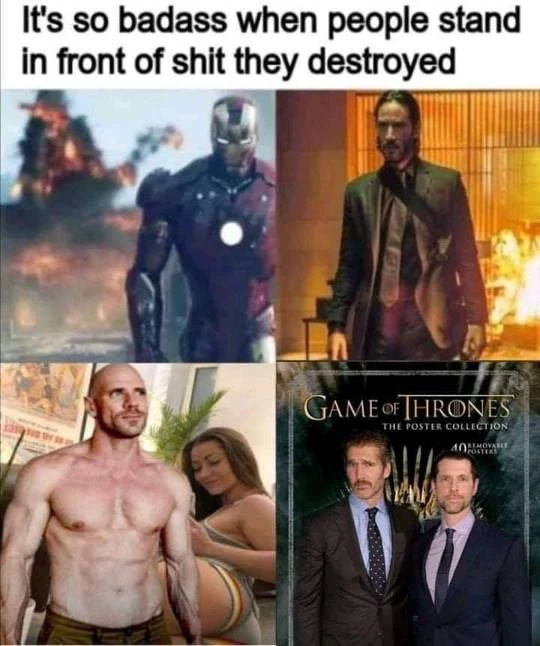 It's so badass when people stand
in front of shit they destroyed
GAME OF THRONES
THE POSTER COLLECTION
40 REMOVABLE
POSTERS